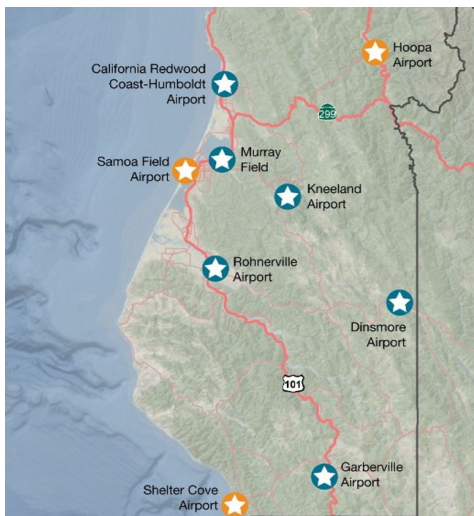 Hoopa
Airport
California Redwood
Coast-Humboldt
Airport
299
Murray
Field
Samoa Field
Airport
Kneeland
Airport
Rohnerville
Airport
Dinsmore
Airport
101
Garberville
Airport
Shelter Cove
Airport